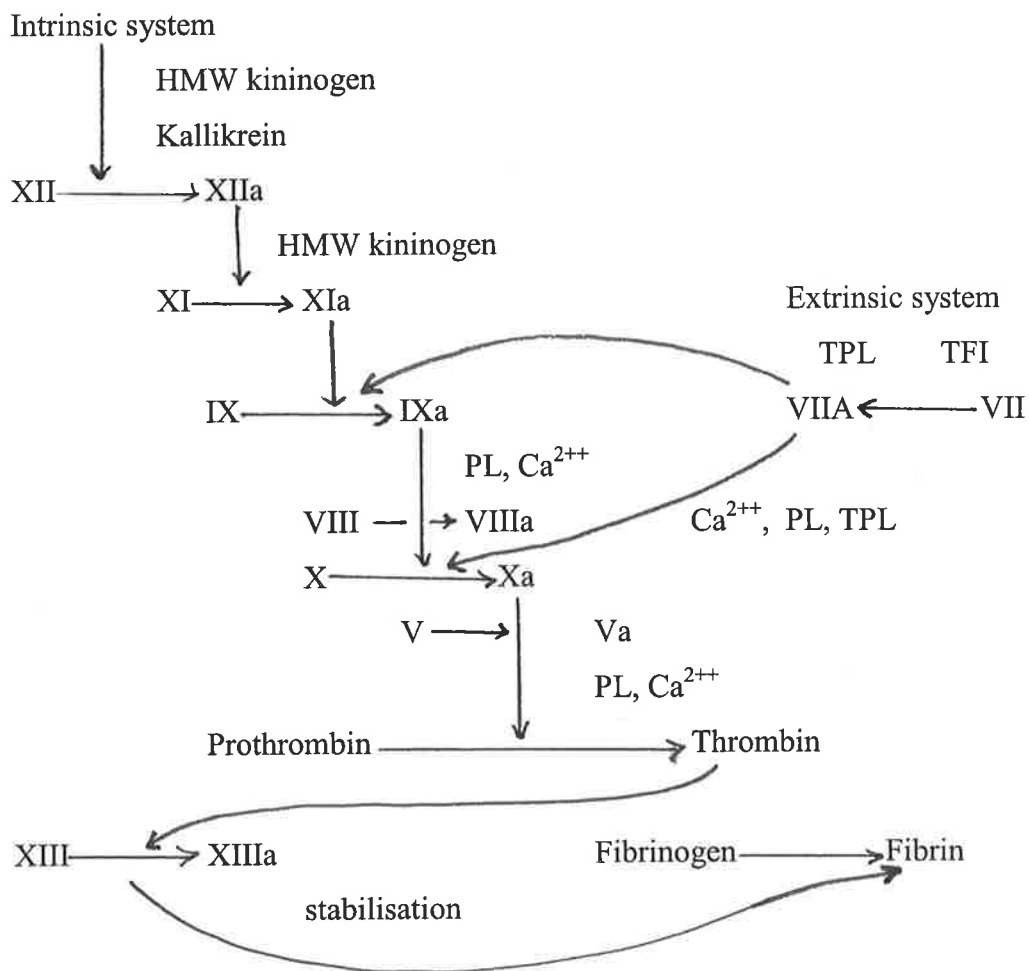 Intrinsic system
HMW kininogen
Kallikrein
XII XIIa
HMW kininogen
XI XIa
Extrinsic system
TPL TFI
IX IXa
VIIA VII
PL, Ca²⁺⁺
VIII VIIIa
Ca²⁺⁺, PL, TPL
X Xa
V Va
PL, Ca²⁺⁺
Prothrombin Thrombin
XIII XIIIa
Fibrinogen Fibrin
stabilisation